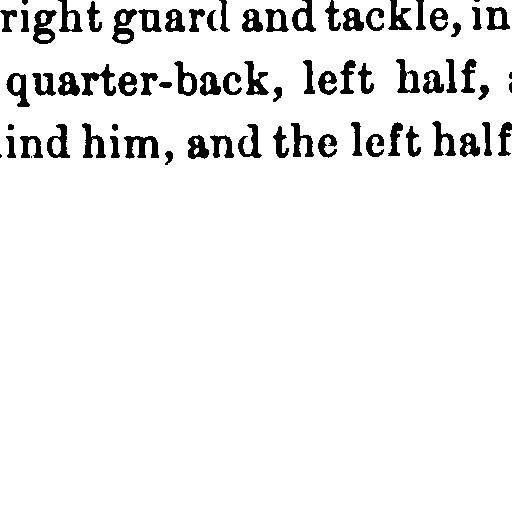 right guard and tackle, in
quarter-back, left half,
ind him, and the left half